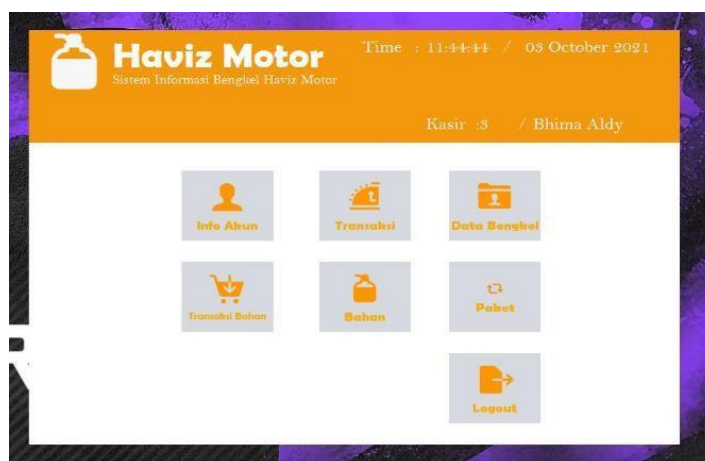 Haviz Motor
Time : 11:44:44 / 03 October 2021
Sistem Informasi Bengkel Haviz Motor
Kasir :3 / Bhima Aldy
Info Akun
Transaksi
Data Bengkel
Transaksi Bahan
Bahan
Paket
Logout